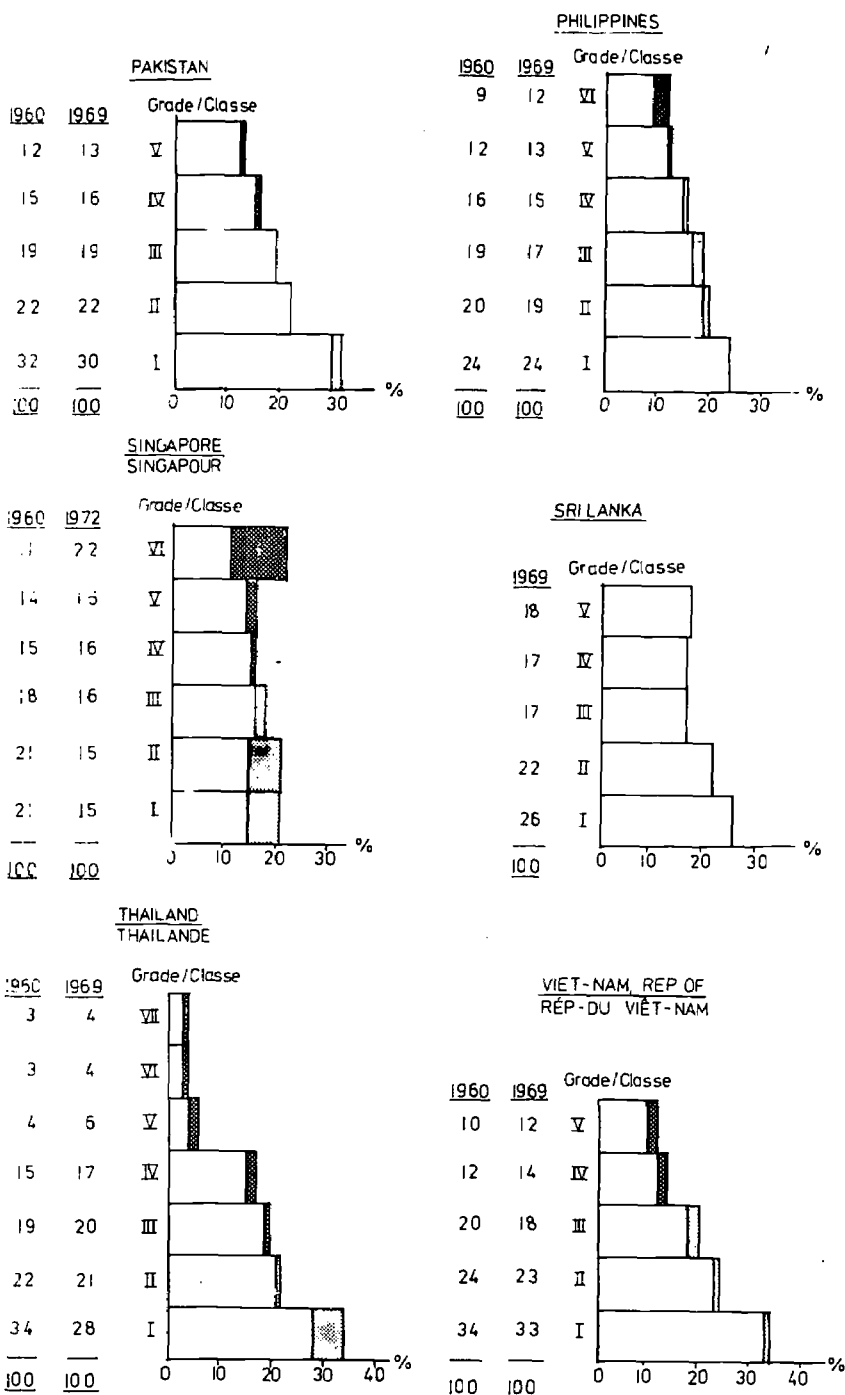 PAKISTAN
1960 1969 Grade/Classe
12 13 V
15 16 IV
19 19 III
22 22 II
32 30 I
100 100
0 10 20 30 %
PHILIPPINES
1960 1969 Grade/Classe
9 12 VI
12 13 V
16 15 IV
19 17 III
20 19 II
24 24 I
100 100
0 10 20 30 %
SINGAPORE
SINGAPOUR
1960 1972 Grade/Classe
22 VI
14 V
15 16 IV
18 16 III
21 15 II
21 15 I
100 100
0 10 20 30 %
SRI LANKA
1969 Grade/Classe
18 V
17 IV
17 III
22 II
26 I
100
0 10 20 30 %
THAILAND
THAILANDE
1960 1969 Grade/Classe
3 4 VII
3 4 VI
4 6 V
15 17 IV
19 20 III
22 21 II
34 28 I
100 100
0 10 20 30 40 %
VIET-NAM, REP OF
RÉP-DU VIÊT-NAM
1960 1969 Grade/Classe
10 12 V
12 14 IV
20 18 III
24 23 II
34 33 I
100 100
0 10 20 30 40 %